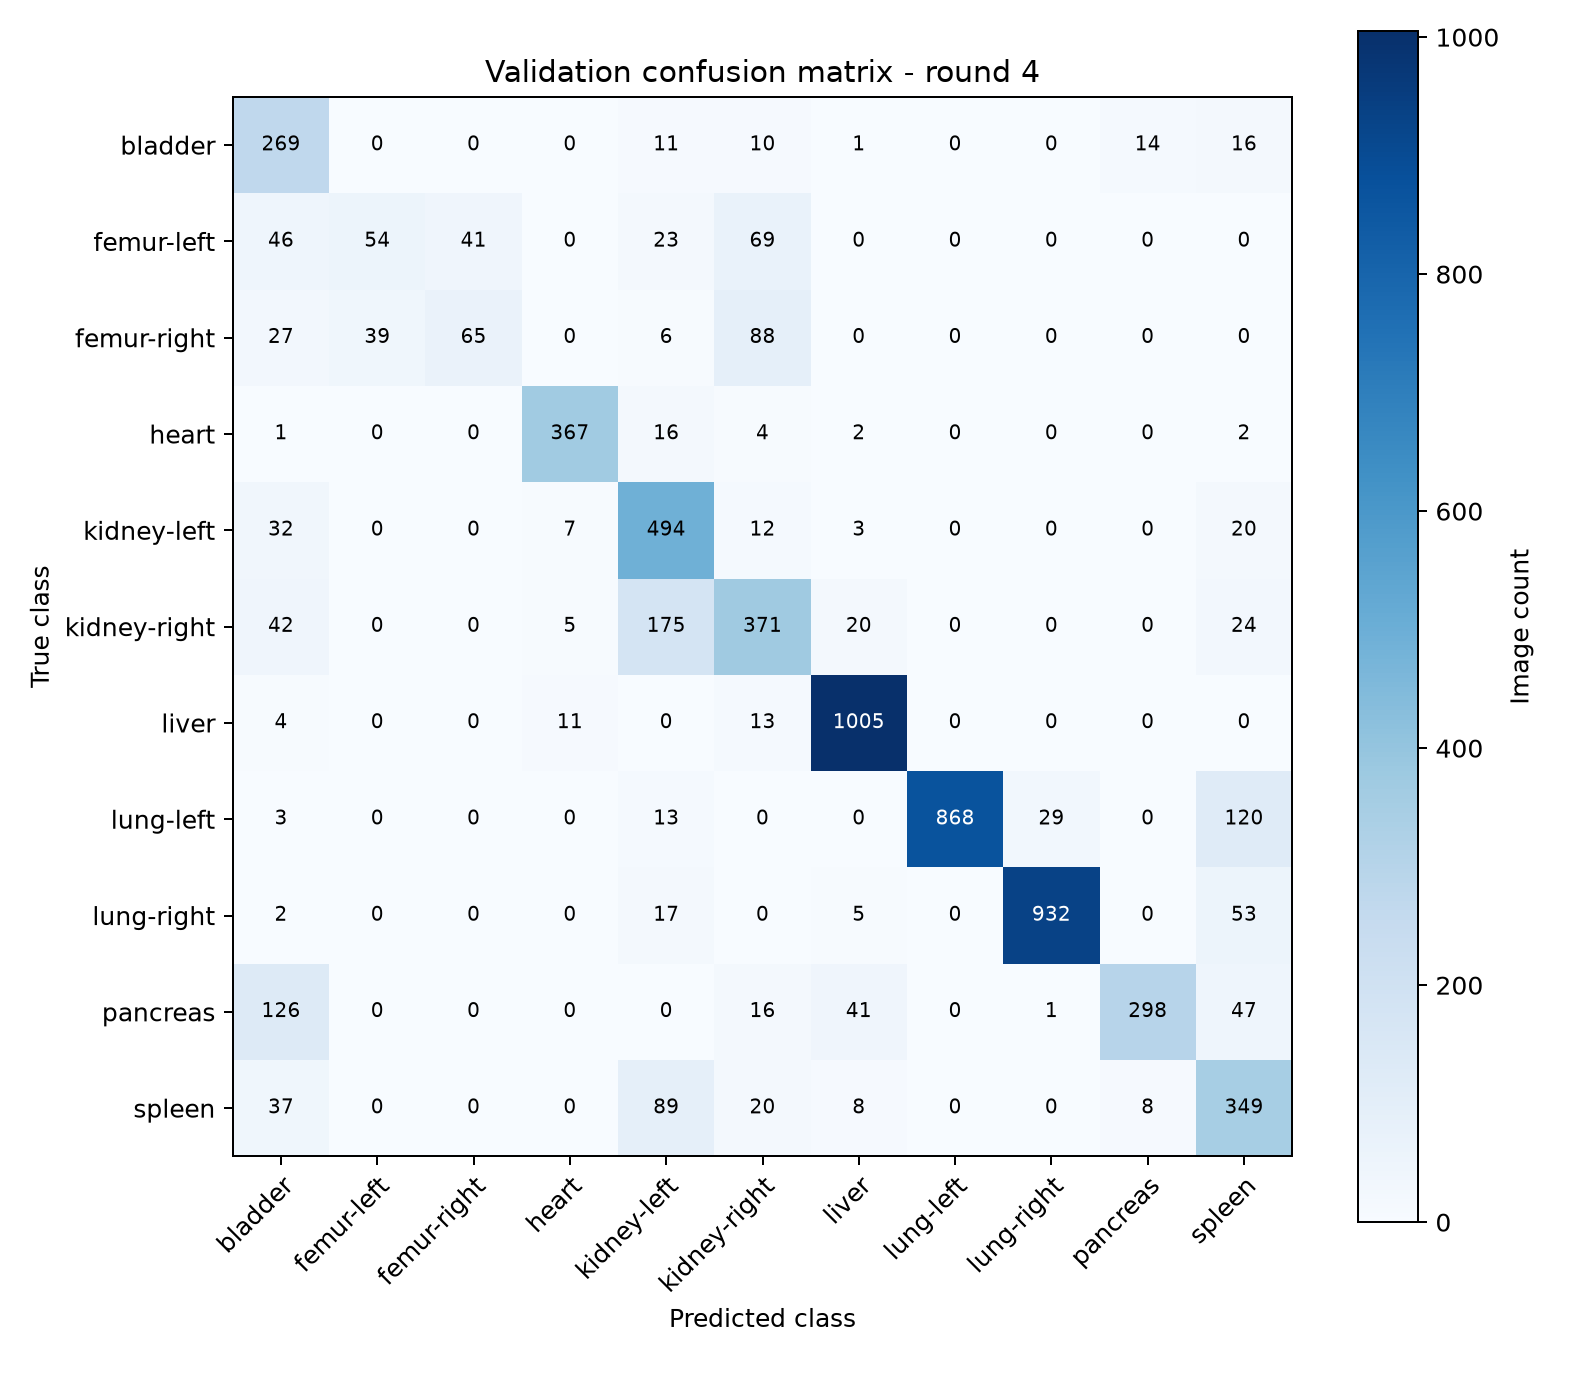 Validation confusion matrix - round 4
True class
bladder 269 0 0 0 11 10 1 0 0 14 16
femur-left 46 54 41 0 23 69 0 0 0 0 0
femur-right 27 39 65 0 6 88 0 0 0 0 0
heart 1 0 0 367 16 4 2 0 0 0 2
kidney-left 32 0 0 7 494 12 3 0 0 0 20
kidney-right 42 0 0 5 175 371 20 0 0 0 24
liver 4 0 0 11 0 13 1005 0 0 0 0
lung-left 3 0 0 0 13 0 0 868 29 0 120
lung-right 2 0 0 0 17 0 5 0 932 0 53
pancreas 126 0 0 0 0 16 41 0 1 298 47
spleen 37 0 0 0 89 20 8 0 0 8 349
bladder femur-left femur-right heart kidney-left kidney-right liver lung-left lung-right pancreas spleen
Predicted class
1000
800
600
400
200
0
Image count